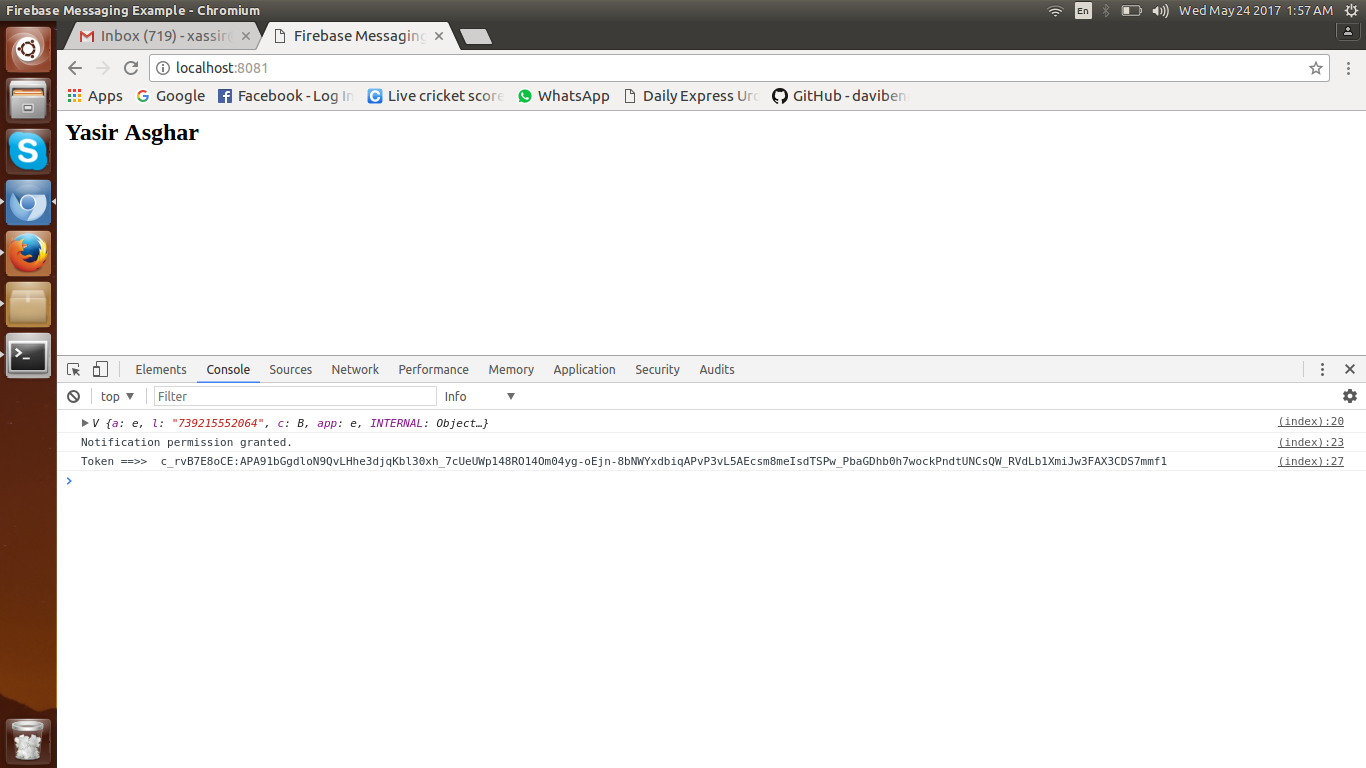 Firebase Messaging Example - Chromium
En
Wed May 24 2017 1:57 AM
Inbox (719) - xassir
Firebase Messaging
localhost:8081
Apps
Google
Facebook - Log In
Live cricket score
WhatsApp
Daily Express Urd
GitHub - daviben
Yasir Asghar
Elements Console Sources Network Performance Memory Application Security Audits
top
Filter
Info
V {a: e, l: "739215552064", c: B, app: e, INTERNAL: Object…} (index):20
Notification permission granted. (index):23
Token ==>> c_rvB7E8oCE:APA91bGgdloN9QvLHhe3djqKbl30xh_7cUeUWp148RO14Om04yg-oEjn-8bNWYxdbiqAPvP3vL5AEcsm8meIsdTSPw_PbaGDhb0h7wockPndtUNCsQW_RVdLb1XmiJw3FAX3CDS7mmf1 (index):27